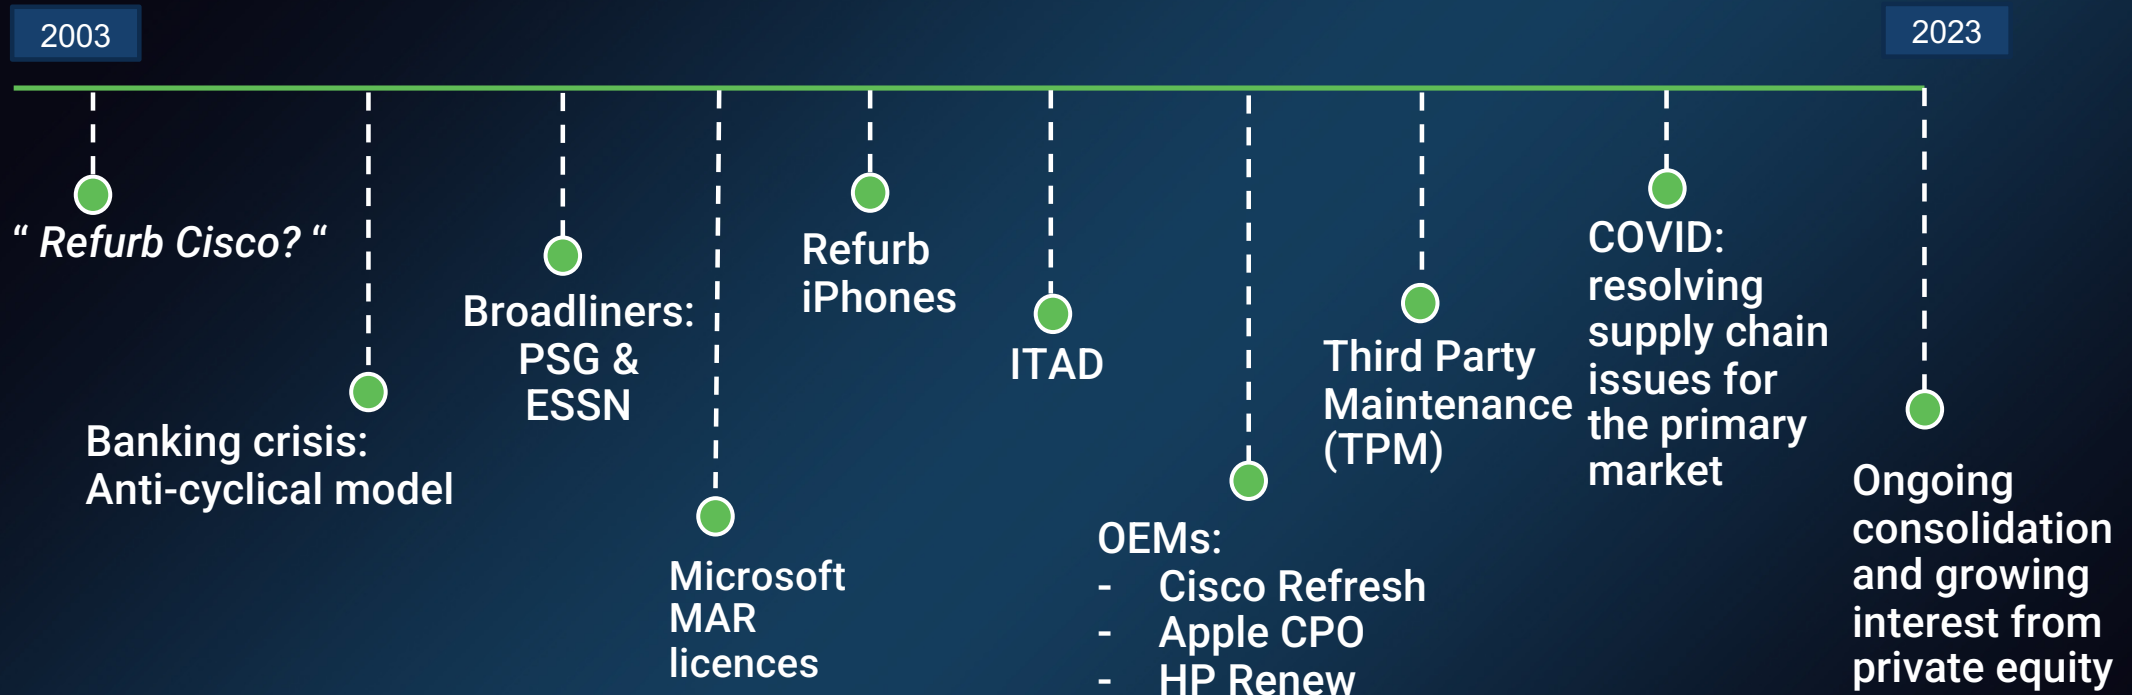 2003
2023
“ Refurb Cisco? “
Banking crisis:
Anti-cyclical model
Broadliners:
PSG &
ESSN
Microsoft
MAR
licences
Refurb
iPhones
ITAD
OEMs:
- Cisco Refresh
- Apple CPO
- HP Renew
Third Party
Maintenance
(TPM)
COVID:
resolving
supply chain
issues for
the primary
market
Ongoing
consolidation
and growing
interest from
private equity